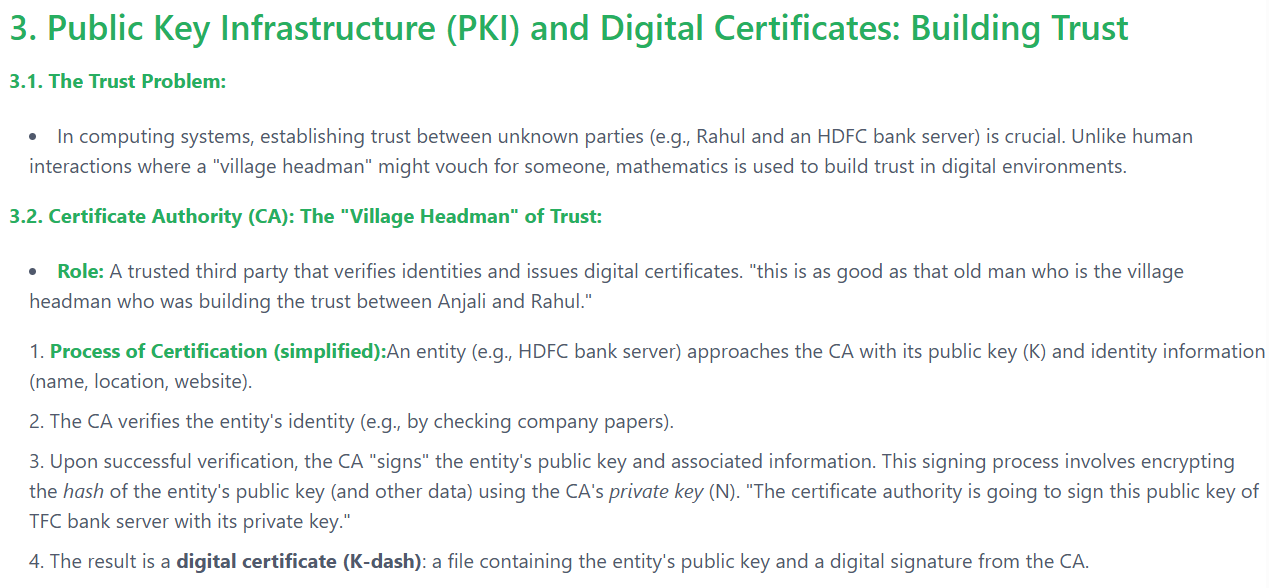 3. Public Key Infrastructure (PKI) and Digital Certificates: Building Trust
3.1. The Trust Problem:
• In computing systems, establishing trust between unknown parties (e.g., Rahul and an HDFC bank server) is crucial. Unlike human
interactions where a "village headman" might vouch for someone, mathematics is used to build trust in digital environments.
3.2. Certificate Authority (CA): The "Village Headman" of Trust:
• Role: A trusted third party that verifies identities and issues digital certificates. "this is as good as that old man who is the village
headman who was building the trust between Anjali and Rahul."
1. Process of Certification (simplified):An entity (e.g., HDFC bank server) approaches the CA with its public key (K) and identity information
(name, location, website).
2. The CA verifies the entity's identity (e.g., by checking company papers).
3. Upon successful verification, the CA "signs" the entity's public key and associated information. This signing process involves encrypting
the hash of the entity's public key (and other data) using the CA's private key (N). "The certificate authority is going to sign this public key of
TFC bank server with its private key."
4. The result is a digital certificate (K-dash): a file containing the entity's public key and a digital signature from the CA.